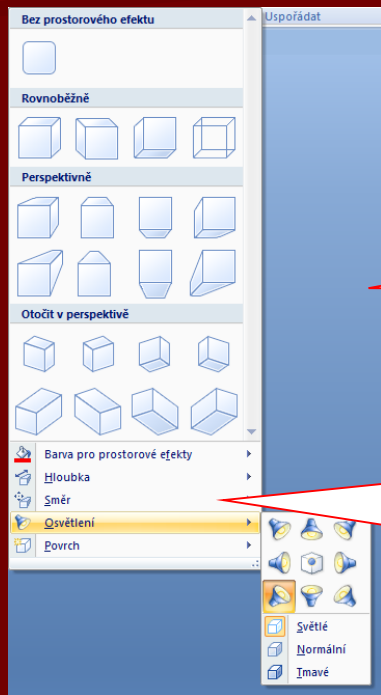 Bez prostorového efektu
Uspořádat
Rovnoběžně
Perspektivně
Otočit v perspektivě
Barva pro prostorové efekty
Hloubka
Směr
Osvětlení
Povrch
Světlé
Normální
Tmavé